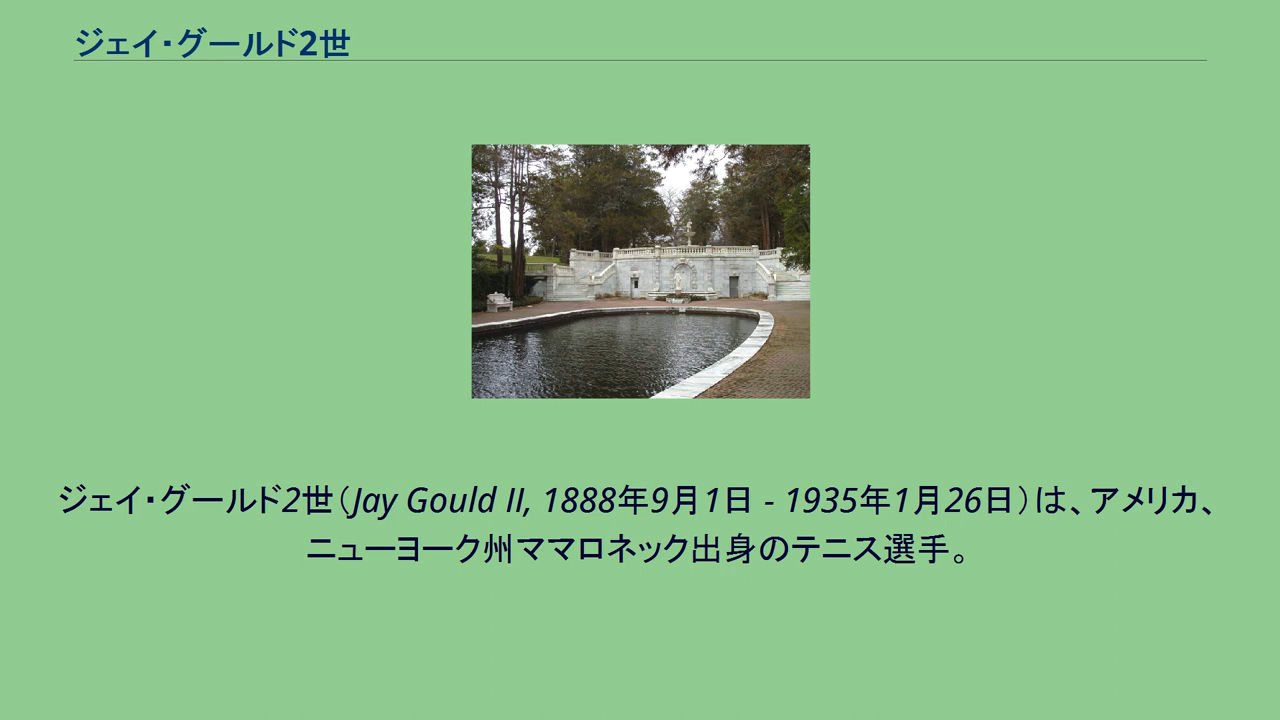 ジェイ・グールド2世
ジェイ・グールド2世（Jay Gould II, 1888年9月1日 - 1935年1月26日）は、アメリカ、
ニューヨーク州ママロネック出身のテニス選手。